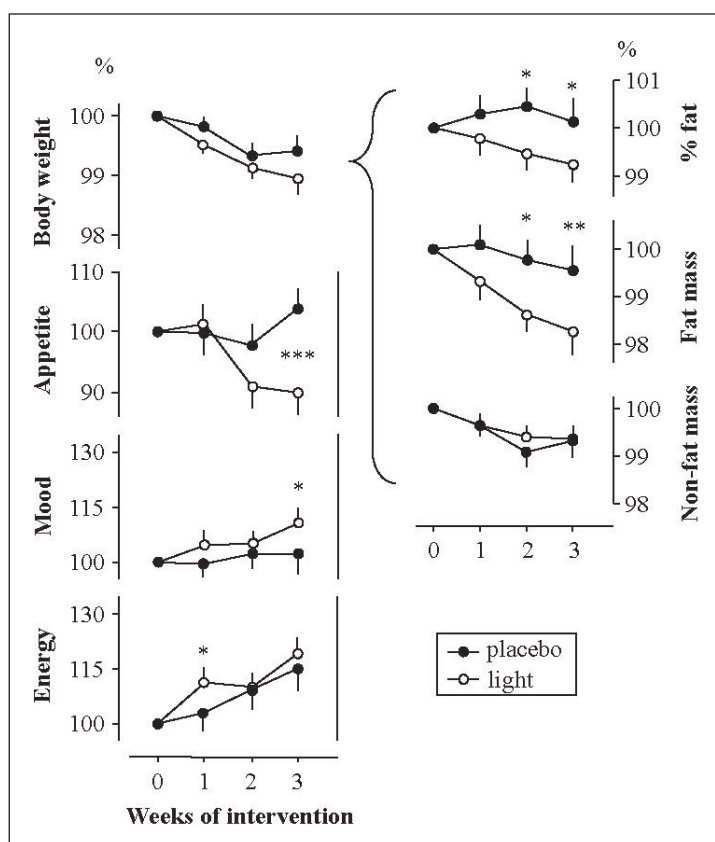 %
100
99
98
Body weight
110
100
90
Appetite
***
130
115
100
Mood
*
130
115
100
Energy
*
0 1 2 3
Weeks of intervention
%
101
100
99
% fat
* *
100
99
98
Fat mass
* **
100
99
98
Non-fat mass
0 1 2 3
placebo
light